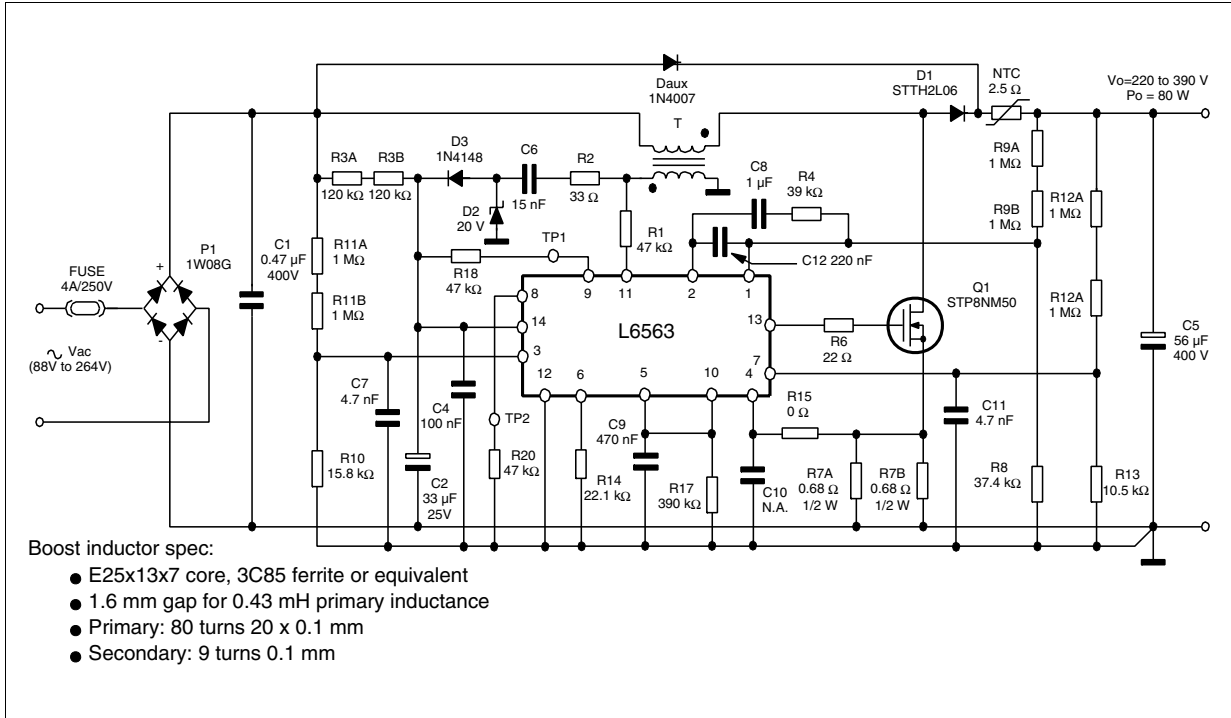 Daux
1N4007
D1
STTH2L06
NTC
2.5 Ω
Vo=220 to 390 V
Po = 80 W
T
R3A
120 kΩ
R3B
120 kΩ
D3
1N4148
C6
15 nF
R2
33 Ω
C8
1 µF
R4
39 kΩ
R9A
1 MΩ
R9B
1 MΩ
R12A
1 MΩ
D2
20 V
TP1
R1
47 kΩ
C12 220 nF
P1
1W08G
C1
0.47 µF
400V
R11A
1 MΩ
R11B
1 MΩ
R18
47 kΩ
FUSE
4A/250V
+
-
Vac
(88V to 264V)
8
9
11
2
1
14
3
12
6
5
10
4
7
13
L6563
R6
22 Ω
Q1
STP8NM50
R12A
1 MΩ
C5
56 µF
400 V
C7
4.7 nF
C4
100 nF
TP2
C9
470 nF
R15
0 Ω
C11
4.7 nF
R10
15.8 kΩ
C2
33 µF
25V
R20
47 kΩ
R14
22.1 kΩ
R17
390 kΩ
C10
N.A.
R7A
0.68 Ω
1/2 W
R7B
0.68 Ω
1/2 W
R8
37.4 kΩ
R13
10.5 kΩ
Boost inductor spec:
● E25x13x7 core, 3C85 ferrite or equivalent
● 1.6 mm gap for 0.43 mH primary inductance
● Primary: 80 turns 20 x 0.1 mm
● Secondary: 9 turns 0.1 mm